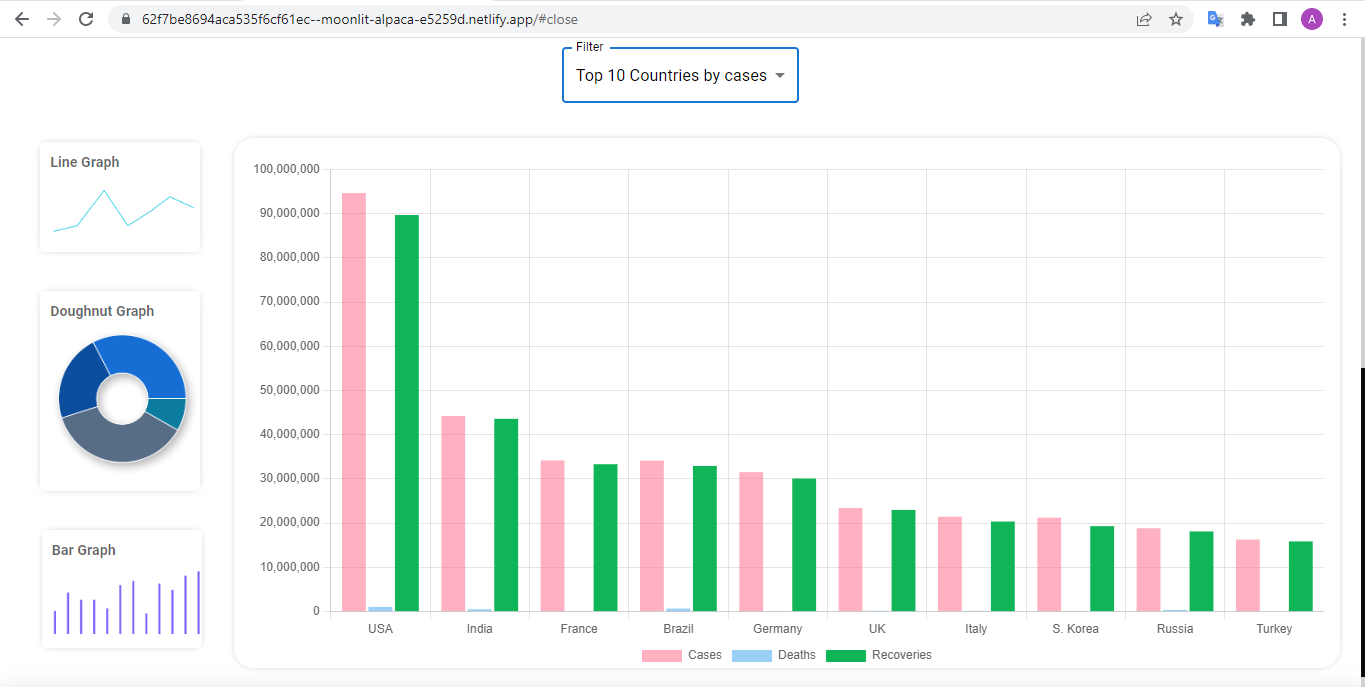 62f7be8694aca535f6cf61ec--moonlit-alpaca-e5259d.netlify.app/#close
A
Filter
Top 10 Countries by cases
Line Graph
Doughnut Graph
Bar Graph
100,000,000
90,000,000
80,000,000
70,000,000
60,000,000
50,000,000
40,000,000
30,000,000
20,000,000
10,000,000
0
USA India France Brazil Germany UK Italy S. Korea Russia Turkey
Cases Deaths Recoveries